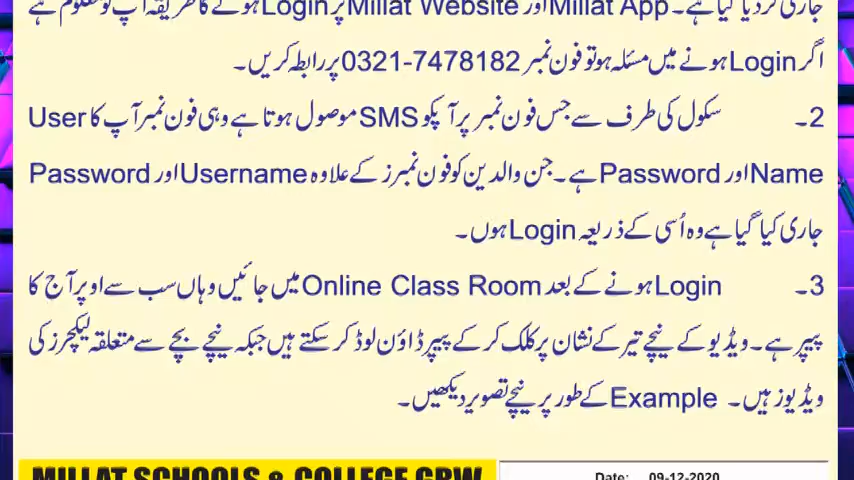 جاری کر دیا گیا ہے۔ Millat App اور Millat Website پر Login ہونے کا طریقہ آپ کو معلوم ہے
اگر Login ہونے میں مسئلہ ہو تو فون نمبر 0321-7478182 پر رابطہ کریں۔
2۔ سکول کی طرف سے جس فون نمبر پر آپکو SMS موصول ہوتا ہے وہی فون نمبر آپ کا User
Name اور Password ہے۔ جن والدین کو فون نمبرز کے علاوہ Username اور Password
جاری کیا گیا ہے وہ اُسی کے ذریعہ Login ہوں۔
3۔ Login ہونے کے بعد Online Class Room میں جائیں وہاں سب سے اوپر آج کا
پیپر ہے۔ ویڈیو کے نیچے تیر کے نشان پر کلک کر کے پیپر ڈاؤن لوڈ کر سکتے ہیں جبکہ نیچے بچے سے متعلقہ لیکچرز کی
ویڈیوز ہیں۔ Example کے طور پر نیچے تصویر دیکھیں۔
MILLAT SCHOOLS & COLLEGE GRW
Date: 09-12-2020